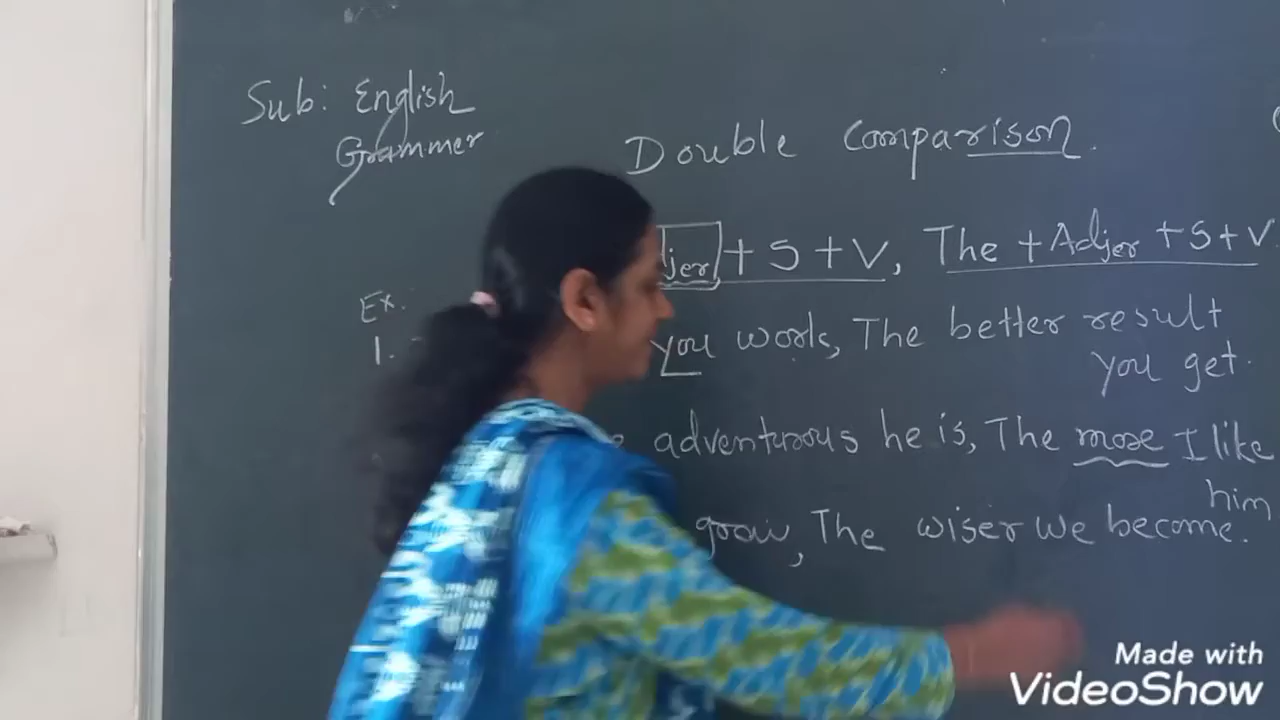 Sub: English
Grammer
Double Comparison.
jer + S + V, The + Adjer + S + V
Ex.
1. you work, The better result
you get.
adventurous he is, The more I like
him
grow, The wiser we become.
Made with
VideoShow